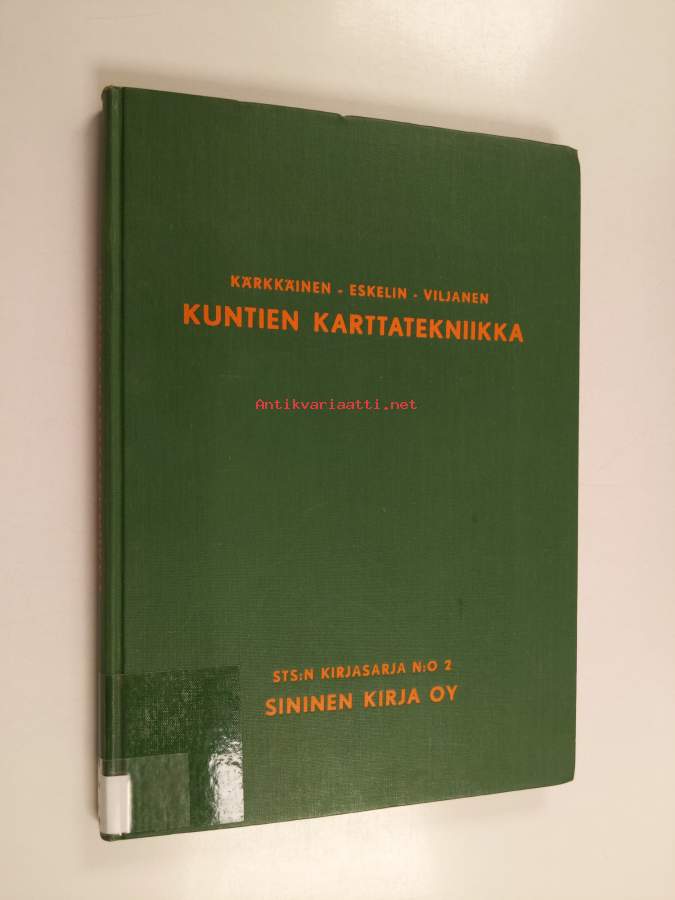 KÄRKKÄINEN - ESKELIN - VILJANEN
KUNTIEN KARTTATEKNIIKKA
Antikvariaatti.net
STS:N KIRJASARJA N:O 2
SININEN KIRJA OY